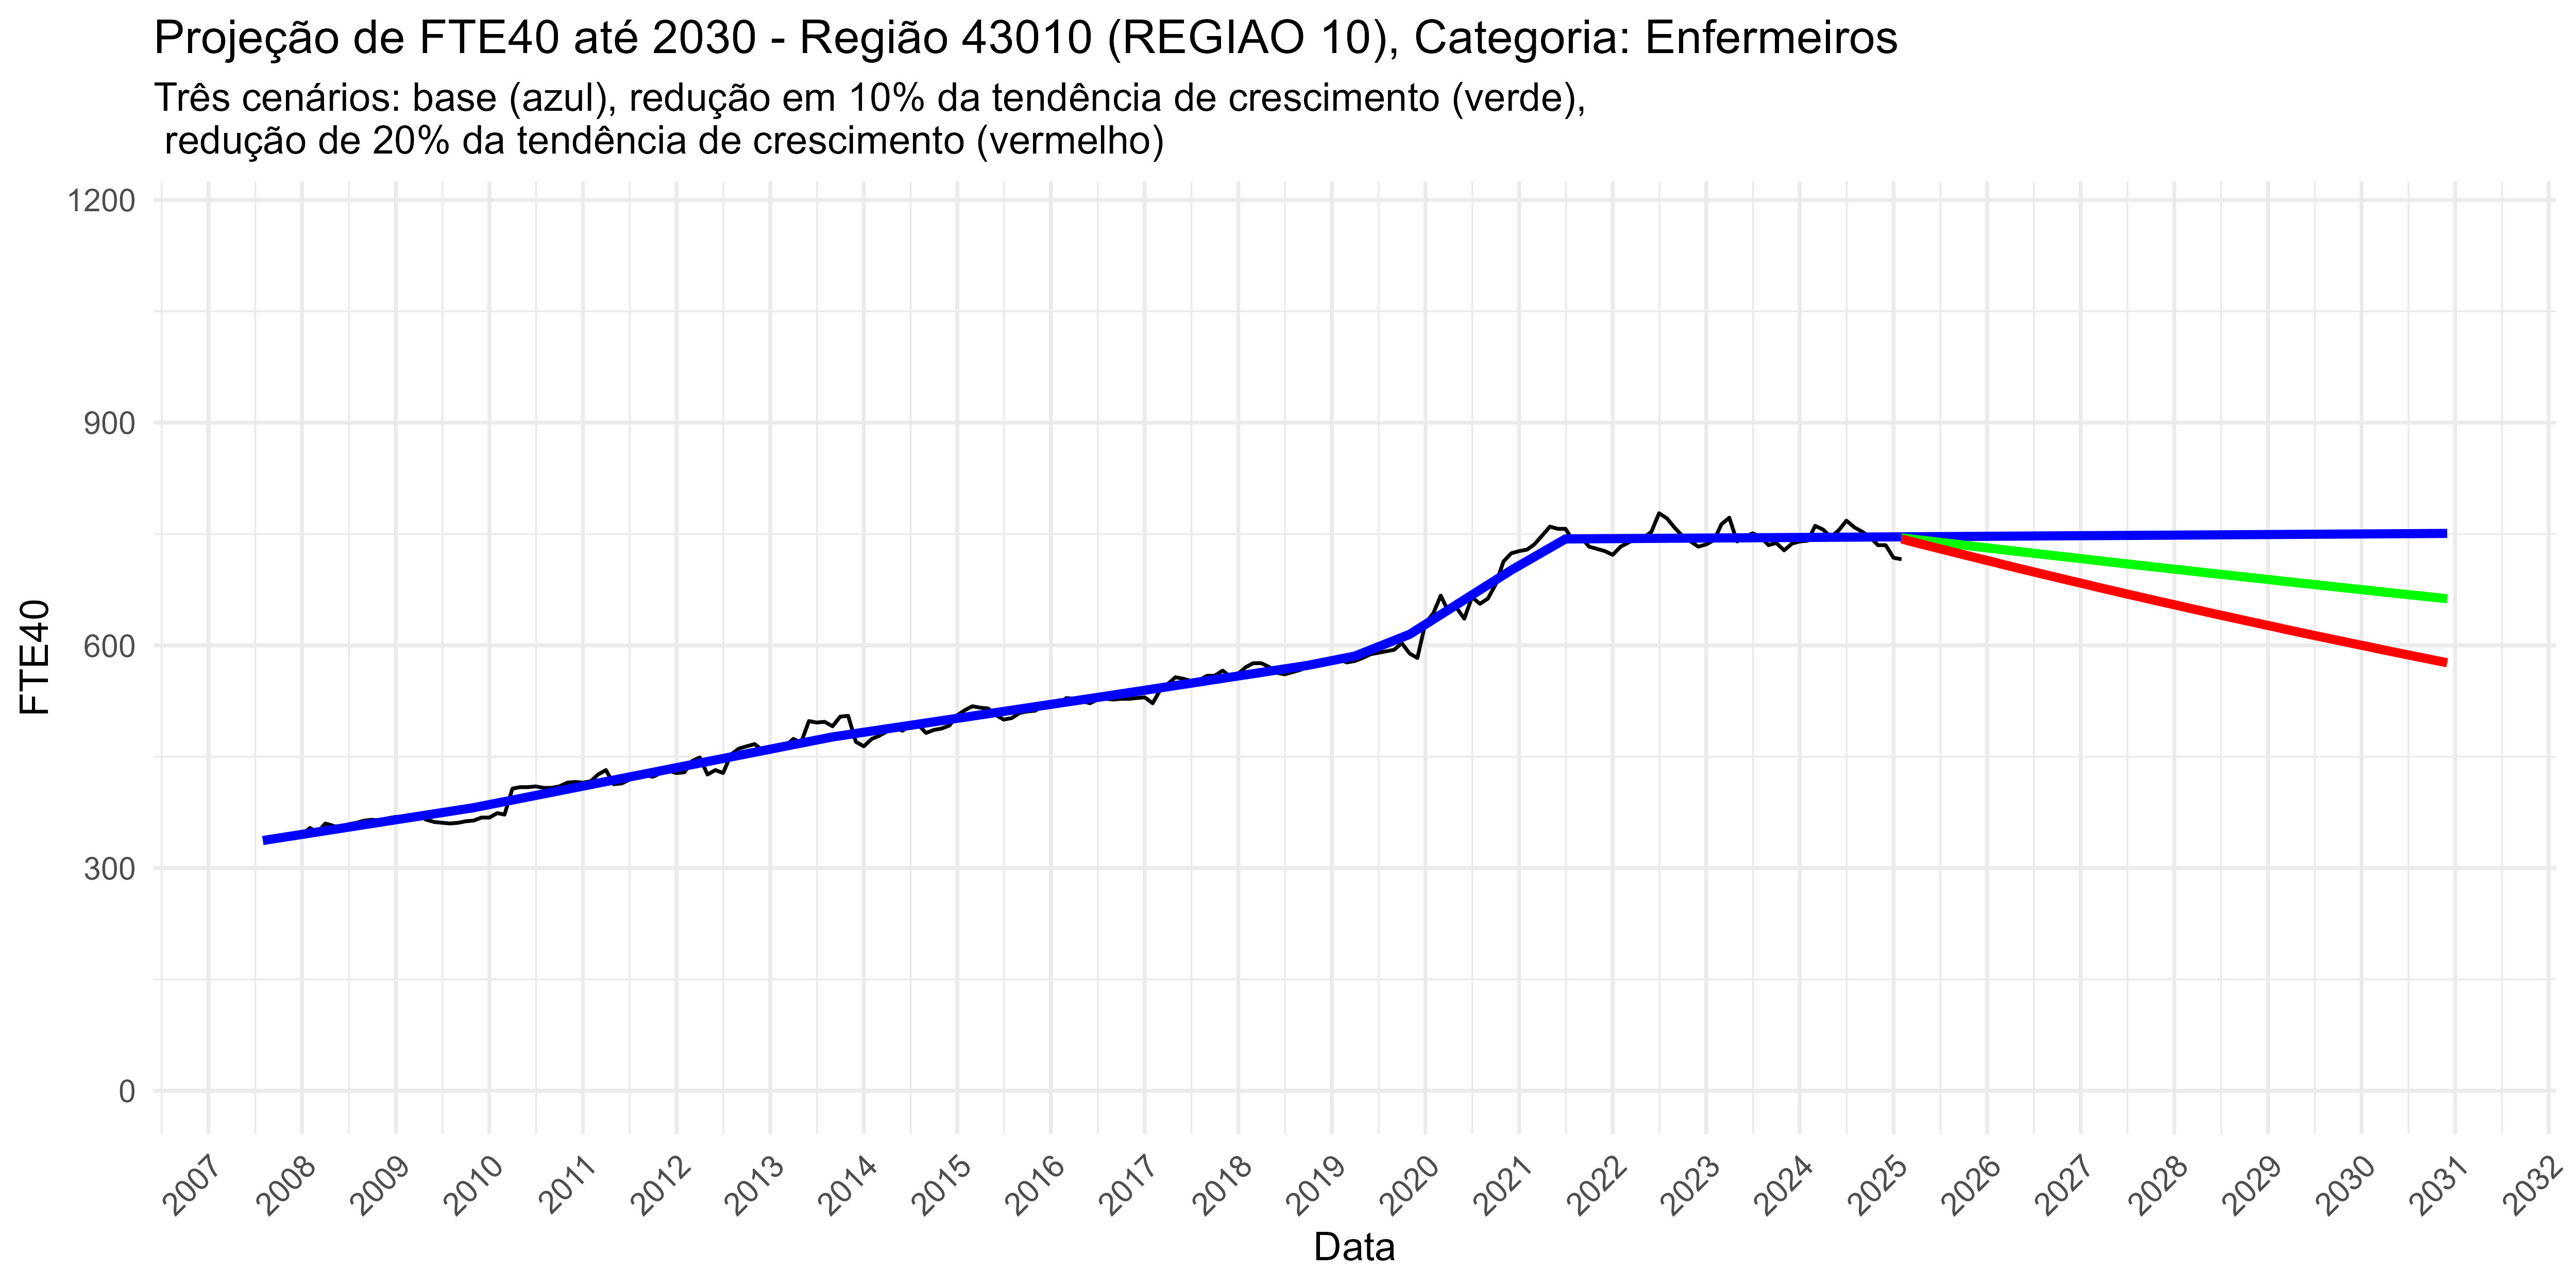 Projeção de FTE40 até 2030 - Região 43010 (REGIAO 10), Categoria: Enfermeiros
Três cenários: base (azul), redução em 10% da tendência de crescimento (verde),
redução de 20% da tendência de crescimento (vermelho)
1200
900
600
300
0
FTE40
2007 2008 2009 2010 2011 2012 2013 2014 2015 2016 2017 2018 2019 2020 2021 2022 2023 2024 2025 2026 2027 2028 2029 2030 2031 2032
Data